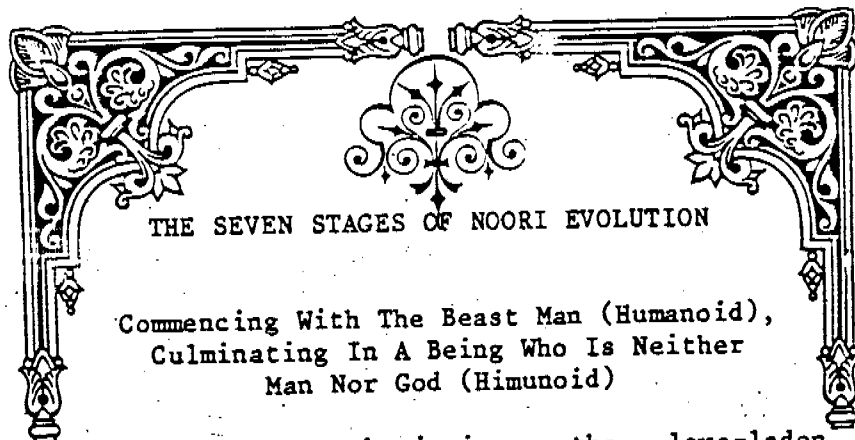 THE SEVEN STAGES OF NOORI EVOLUTION
Commencing With The Beast Man (Humanoid),
Culminating In A Being Who Is Neither
Man Nor God (Himunoid)